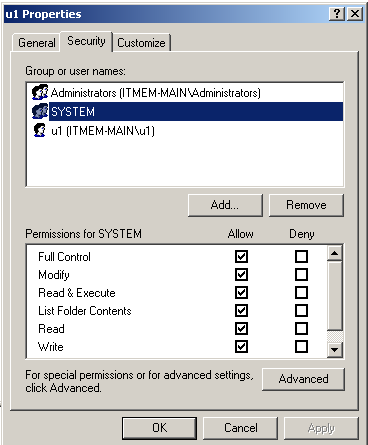 u1 Properties
General Security Customize
Group or user names:
Administrators (ITMEM-MAIN\Administrators)
SYSTEM
u1 (ITMEM-MAIN\u1)
Add... Remove
Permissions for SYSTEM Allow Deny
Full Control
Modify
Read & Execute
List Folder Contents
Read
Write
For special permissions or for advanced settings,
click Advanced. Advanced
OK Cancel Apply